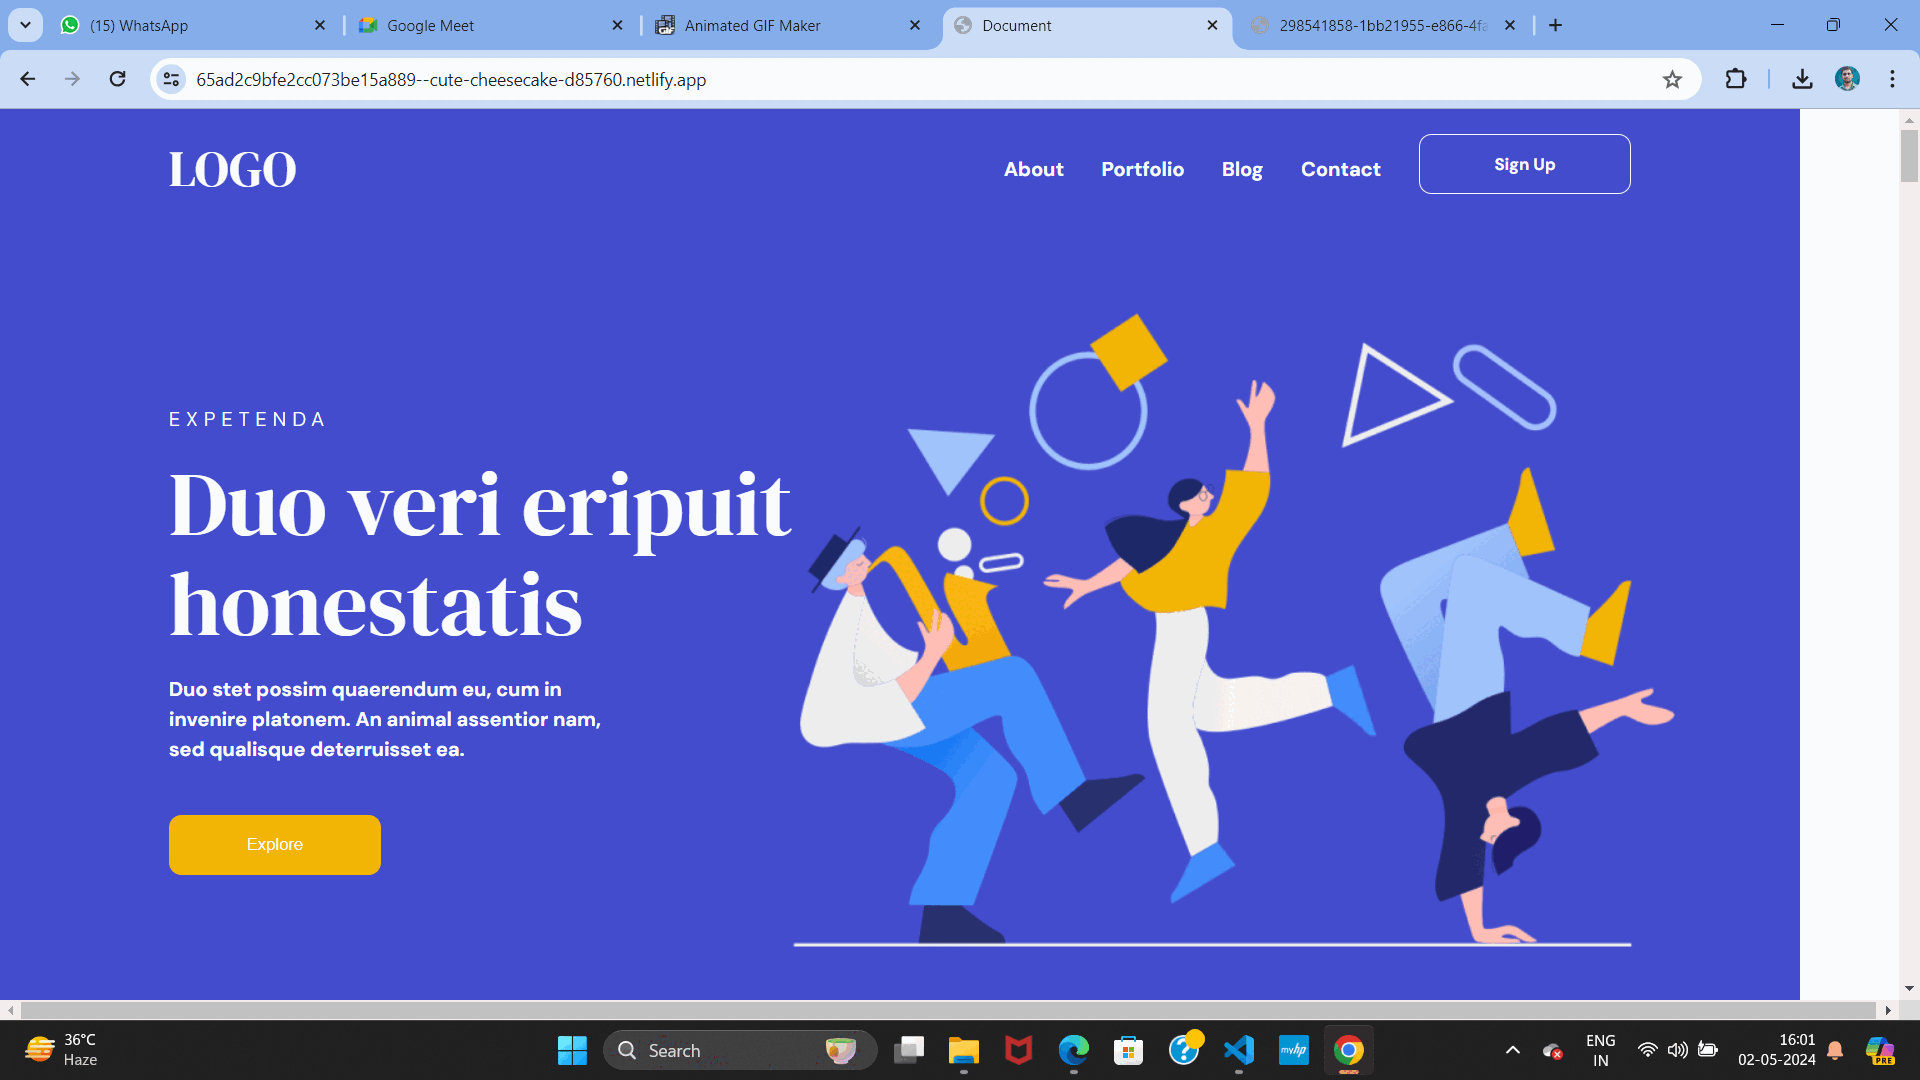 (15) WhatsApp
Google Meet
Animated GIF Maker
Document
298541858-1bb21955-e866-4fa
65ad2c9bfe2cc073be15a889--cute-cheesecake-d85760.netlify.app
LOGO
About
Portfolio
Blog
Contact
Sign Up
EXPETENDA
Duo veri eripuit
honestatis
Duo stet possim quaerendum eu, cum in
invenire platonem. An animal assentior nam,
sed qualisque deterruisset ea.
Explore
36°C
Haze
Search
myhp
ENG
IN
16:01
02-05-2024
PRE